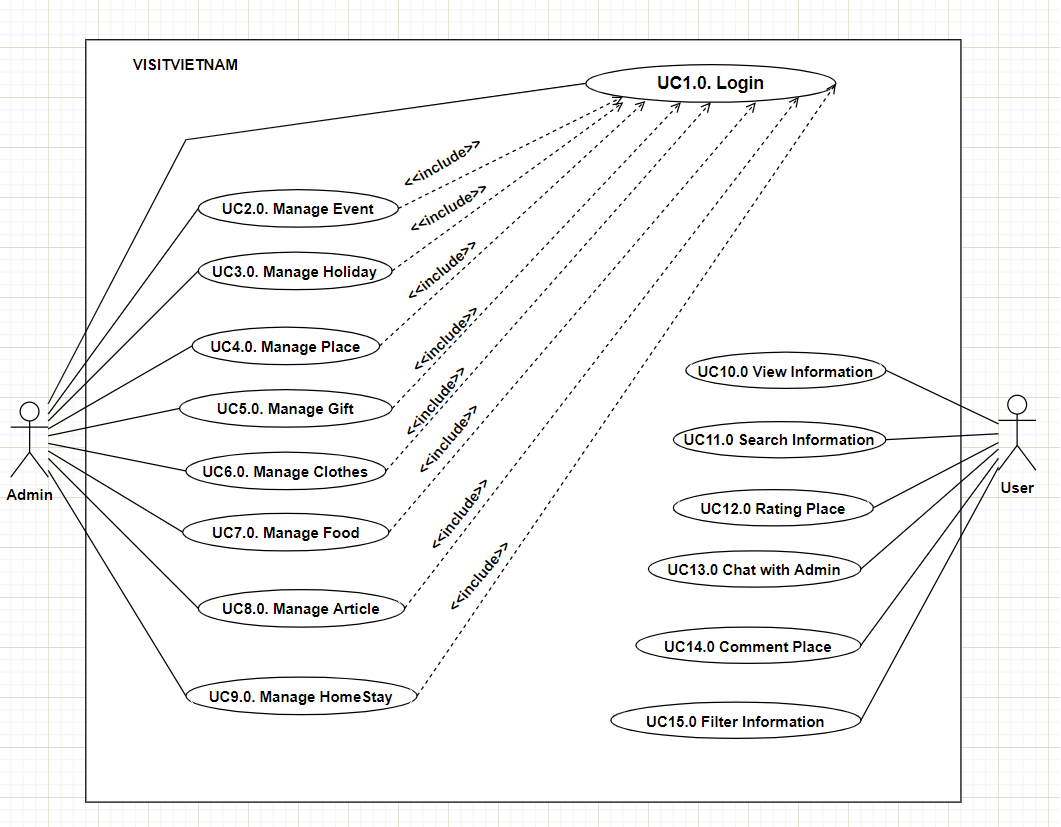 VISITVIETNAM
UC1.0. Login
<<include>>
UC2.0. Manage Event
<<include>>
UC3.0. Manage Holiday
<<include>>
UC4.0. Manage Place
<<include>>
UC5.0. Manage Gift
<<include>>
UC6.0. Manage Clothes
<<include>>
UC7.0. Manage Food
<<include>>
UC8.0. Manage Article
<<include>>
UC9.0. Manage HomeStay
Admin
UC10.0 View Information
UC11.0 Search Information
UC12.0 Rating Place
UC13.0 Chat with Admin
UC14.0 Comment Place
UC15.0 Filter Information
User